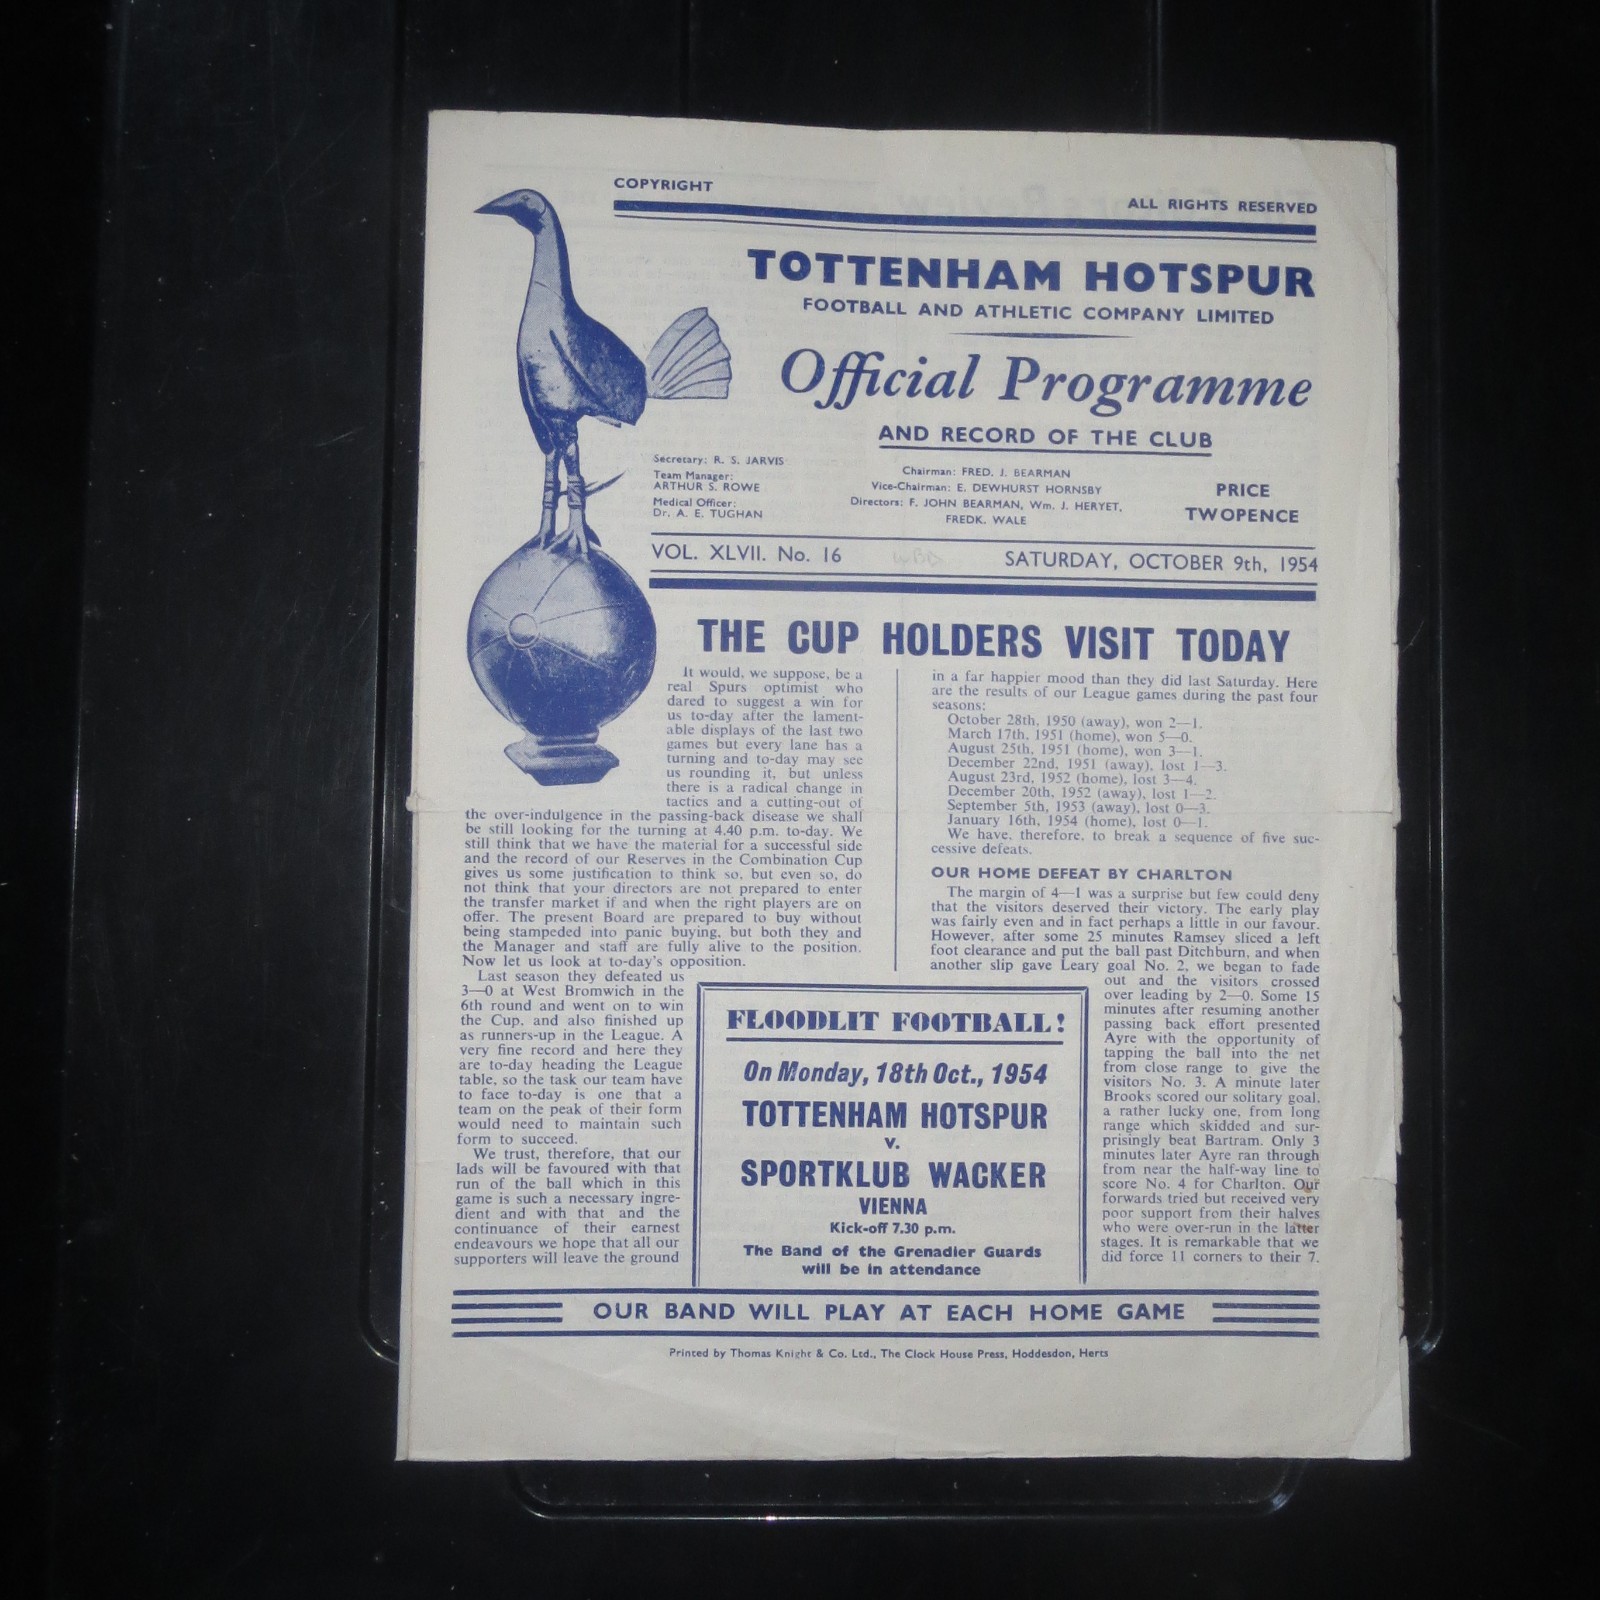 COPYRIGHT
ALL RIGHTS RESERVED
TOTTENHAM HOTSPUR
FOOTBALL AND ATHLETIC COMPANY LIMITED
Official Programme
AND RECORD OF THE CLUB
Secretary: R. S. JARVIS
Team Manager:
ARTHUR S. ROWE
Medical Officer:
Dr. A. E. TUGHAN
Chairman: FRED. J. BEARMAN
Vice-Chairman: E. DEWHURST HORNSBY
Directors: F. JOHN BEARMAN, Wm. J. HERYET,
FREDK. WALE
PRICE
TWOPENCE
VOL. XLVII. No. 16
SATURDAY, OCTOBER 9th, 1954
THE CUP HOLDERS VISIT TODAY
It would, we suppose, be a
real Spurs optimist who
dared to suggest a win for
us to-day after the lament-
able displays of the last two
games but every lane has a
turning and to-day may see
us rounding it, but unless
there is a radical change in
tactics and a cutting-out of
the over-indulgence in the passing-back disease we shall
be still looking for the turning at 4.40 p.m. to-day. We
still think that we have the material for a successful side
and the record of our Reserves in the Combination Cup
gives us some justification to think so, but even so, do
not think that your directors are not prepared to enter
the transfer market if and when the right players are on
offer. The present Board are prepared to buy without
being stampeded into panic buying, but both they and
the Manager and staff are fully alive to the position.
Now let us look at to-day's opposition.
Last season they defeated us
3—0 at West Bromwich in the
6th round and went on to win
the Cup, and also finished up
as runners-up in the League. A
very fine record and here they
are to-day heading the League
table, so the task our team have
to face to-day is one that a
team on the peak of their form
would need to maintain such
form to succeed.
We trust, therefore, that our
lads will be favoured with that
run of the ball which in this
game is such a necessary ingre-
dient and with that and the
continuance of their earnest
endeavours we hope that all our
supporters will leave the ground
in a far happier mood than they did last Saturday. Here
are the results of our League games during the past four
seasons:
October 28th, 1950 (away), won 2—1.
March 17th, 1951 (home), won 5—0.
August 25th, 1951 (home), won 3—1.
December 22nd, 1951 (away), lost 1—3.
August 23rd, 1952 (home), lost 3—4.
December 20th, 1952 (away), lost 1—2.
September 5th, 1953 (away), lost 0—3.
January 16th, 1954 (home), lost 0—1.
We have, therefore, to break a sequence of five suc-
cessive defeats.
OUR HOME DEFEAT BY CHARLTON
The margin of 4—1 was a surprise but few could deny
that the visitors deserved their victory. The early play
was fairly even and in fact perhaps a little in our favour.
However, after some 25 minutes Ramsey sliced a left
foot clearance and put the ball past Ditchburn, and when
another slip gave Leary goal No. 2, we began to fade
out and the visitors crossed
over leading by 2—0. Some 15
minutes after resuming another
passing back effort presented
Ayre with the opportunity of
tapping the ball into the net
from close range to give the
visitors No. 3. A minute later
Brooks scored our solitary goal,
a rather lucky one, from long
range which skidded and sur-
prisingly beat Bartram. Only 3
minutes later Ayre ran through
from near the half-way line to
score No. 4 for Charlton. Our
forwards tried but received very
poor support from their halves
who were over-run in the latter
stages. It is remarkable that we
did force 11 corners to their 7.
FLOODLIT FOOTBALL!
On Monday, 18th Oct., 1954
TOTTENHAM HOTSPUR
v.
SPORTKLUB WACKER
VIENNA
Kick-off 7.30 p.m.
The Band of the Grenadier Guards
will be in attendance
OUR BAND WILL PLAY AT EACH HOME GAME
Printed by Thomas Knight & Co. Ltd., The Clock House Press, Hoddesdon, Herts